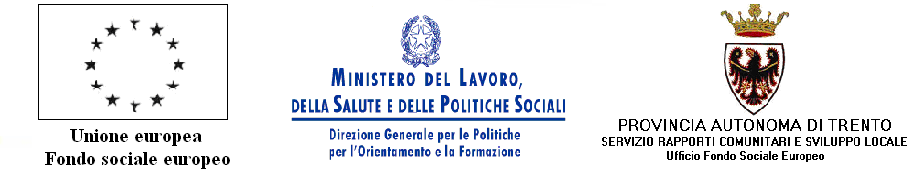 Unione europea
Fondo sociale europeo
MINISTERO DEL LAVORO,
DELLA SALUTE E DELLE POLITICHE SOCIALI
Direzione Generale per le Politiche
per l'Orientamento e la Formazione
PROVINCIA AUTONOMA DI TRENTO
SERVIZIO RAPPORTI COMUNITARI E SVILUPPO LOCALE
Ufficio Fondo Sociale Europeo